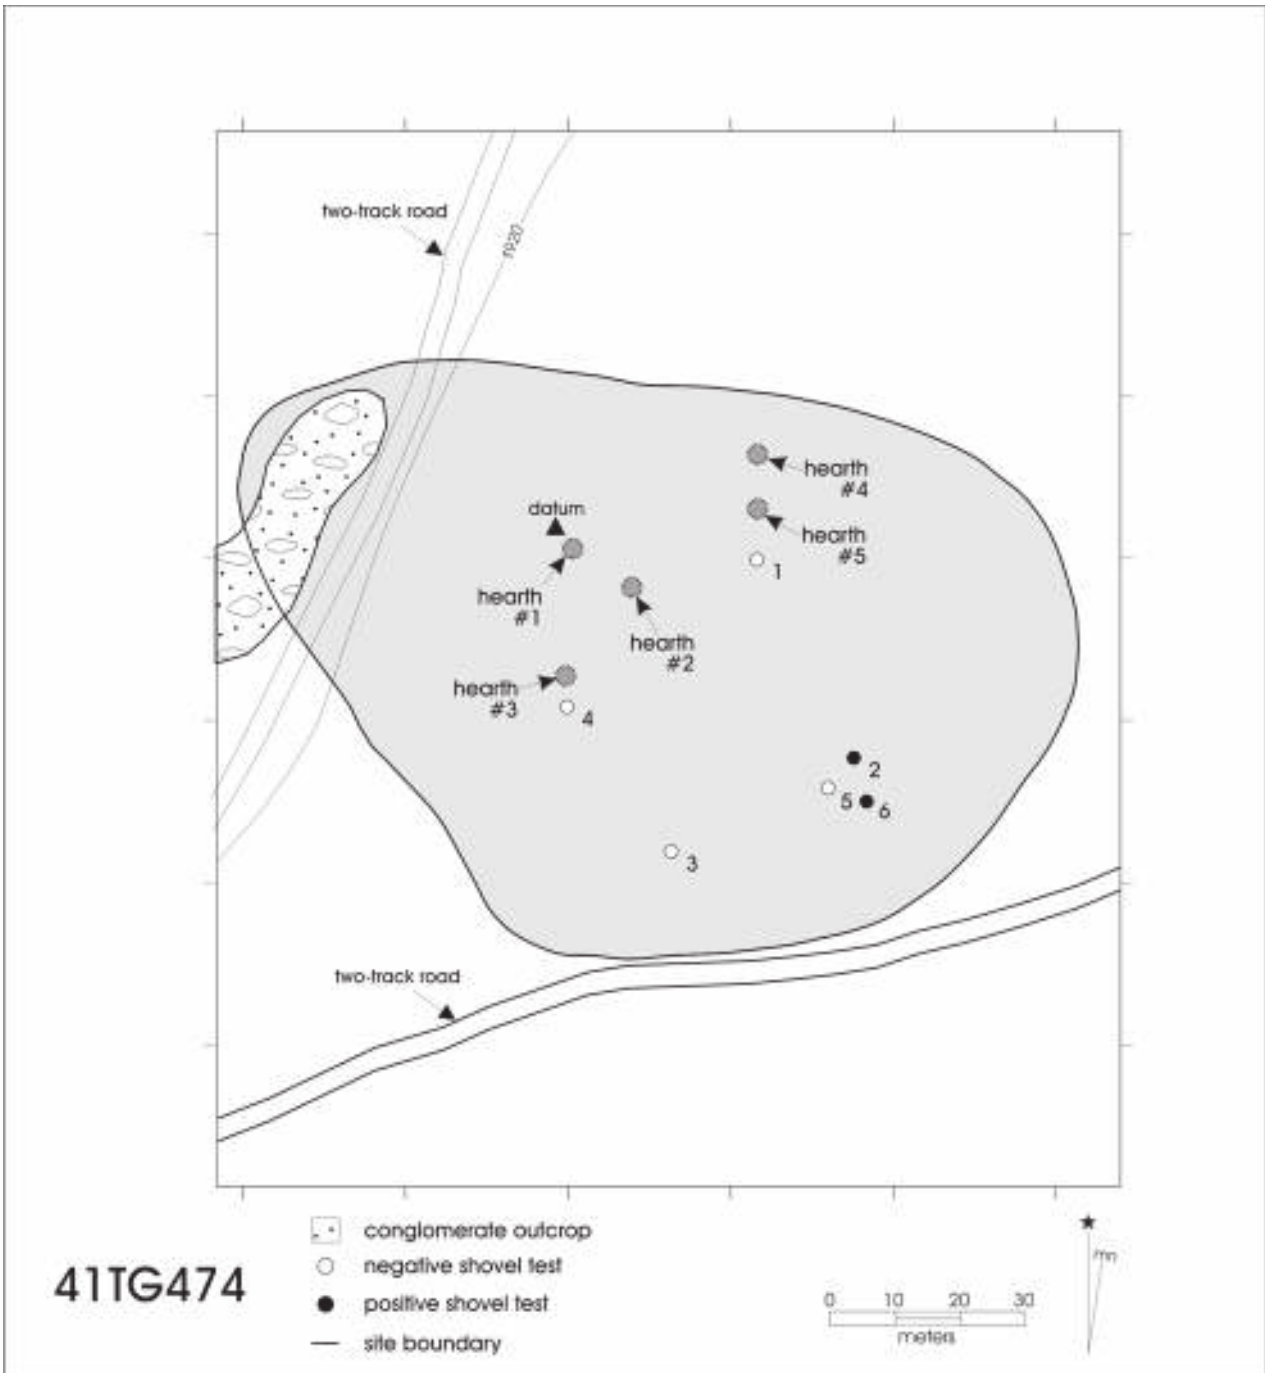 two-track road
1920
hearth
#4
datum
hearth
#5
1
hearth
#1
hearth
#2
hearth
#3
4
2
5
6
3
two-track road
conglomerate outcrop
negative shovel test
41TG474
positive shovel test
site boundary
0 10 20 30
meters
mn